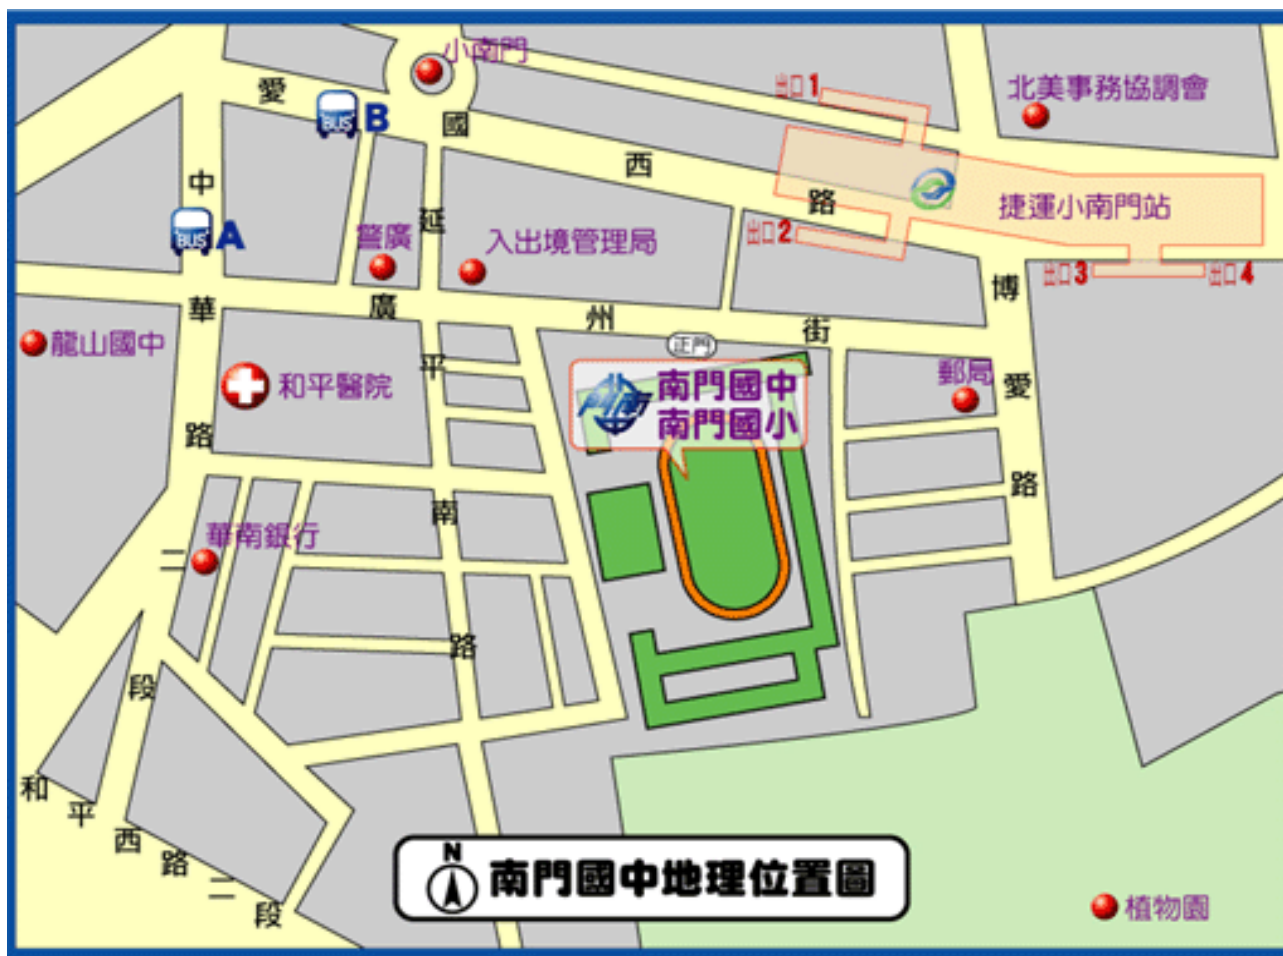 小南門
出口1
北美事務協調會
愛國西路
BUS B
捷運小南門站
中華路二段
BUS A
延平南路
警廣
入出境管理局
出口2
出口3
出口4
博愛路
廣州街
正門
龍山國中
和平醫院
南門國中
南門國小
郵局
華南銀行
和平西路二段
N
南門國中地理位置圖
植物園